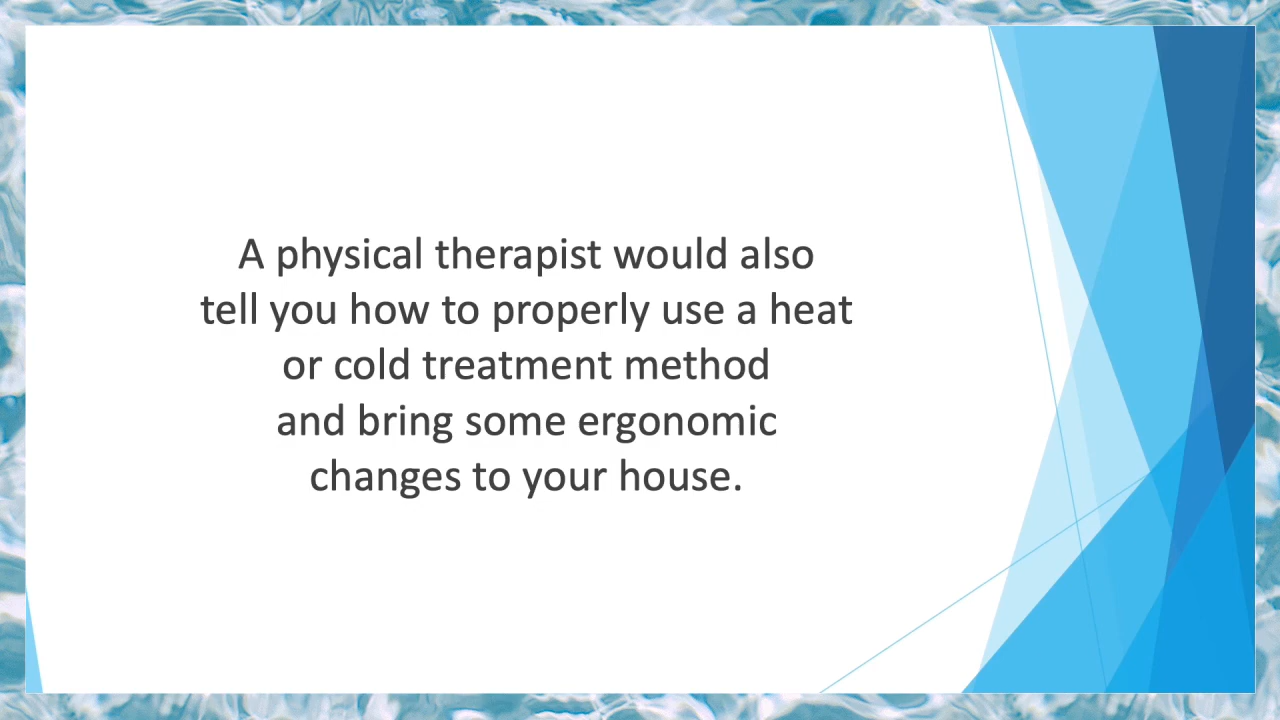 A physical therapist would also
tell you how to properly use a heat
or cold treatment method
and bring some ergonomic
changes to your house.